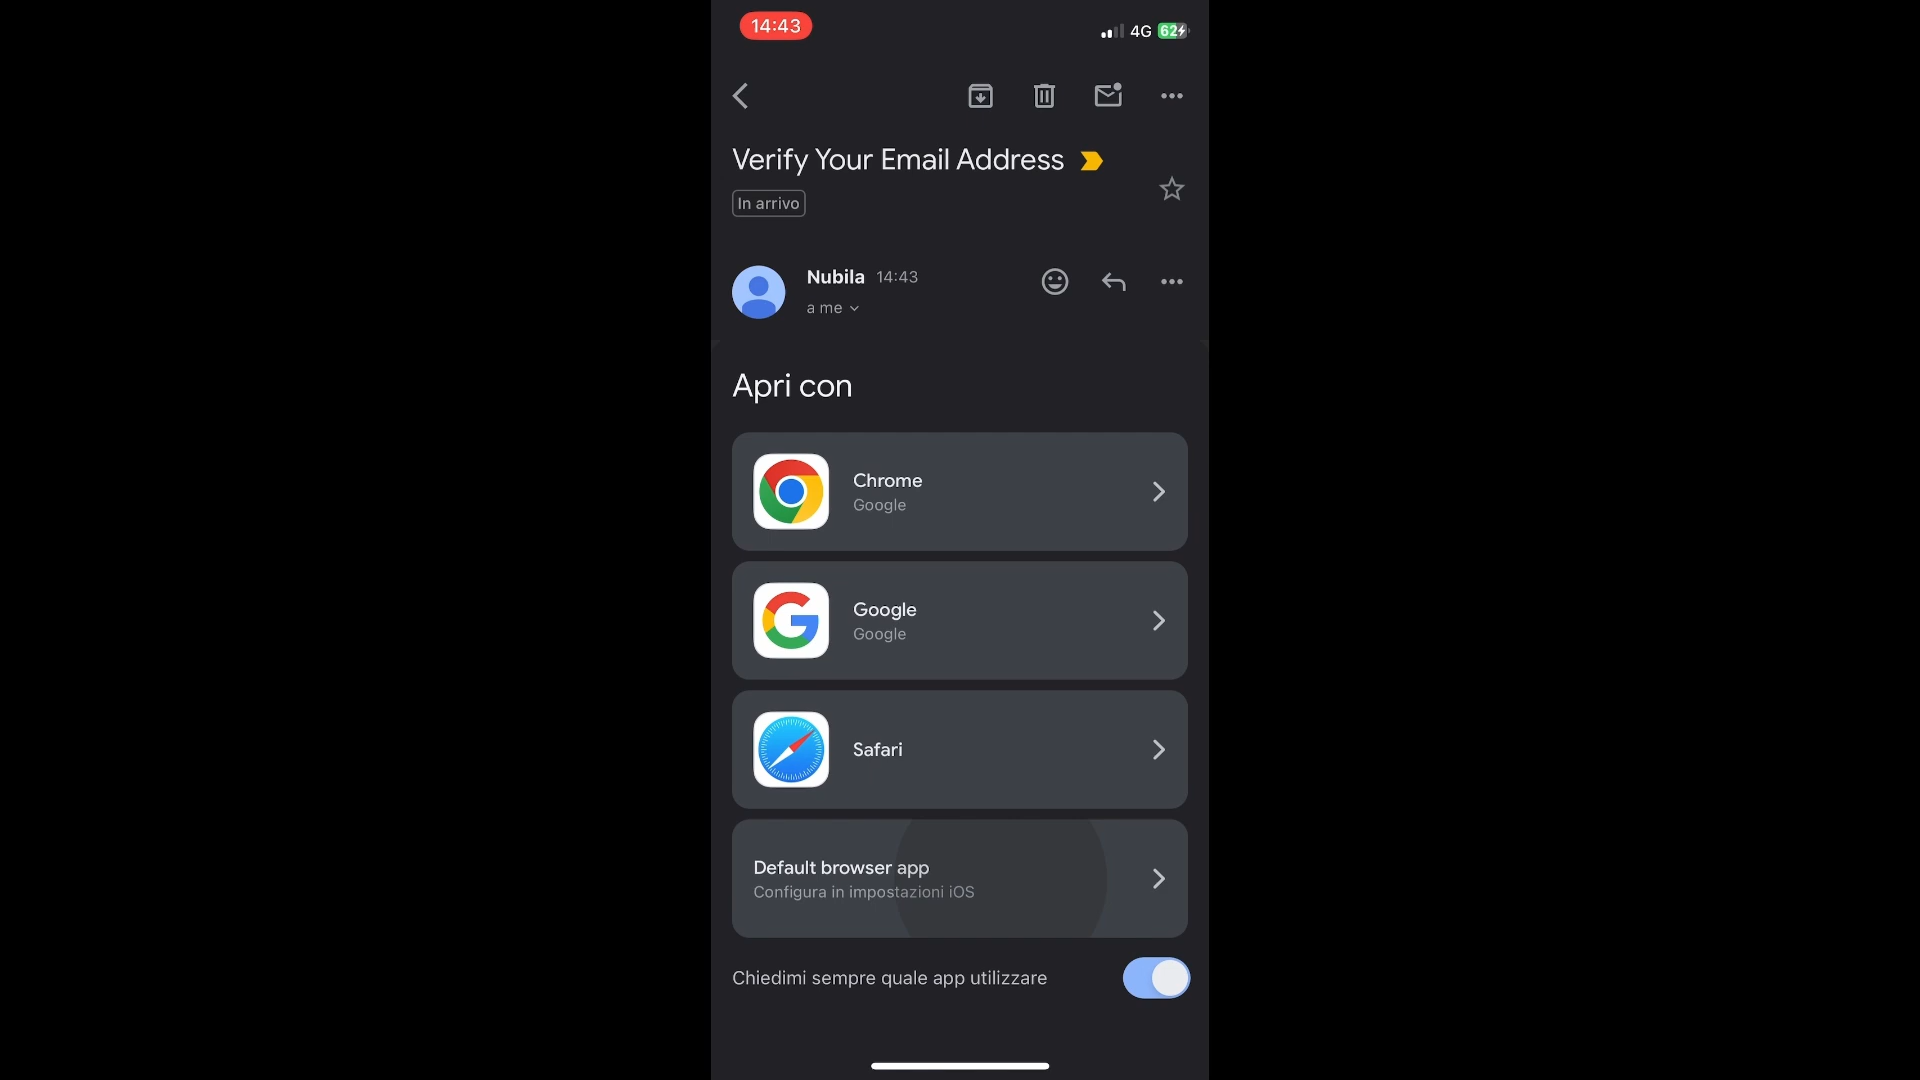 14:43
4G 62
Verify Your Email Address
In arrivo
Nubila 14:43
a me
Apri con
Chrome
Google
Google
Google
Safari
Default browser app
Configura in impostazioni iOS
Chiedimi sempre quale app utilizzare